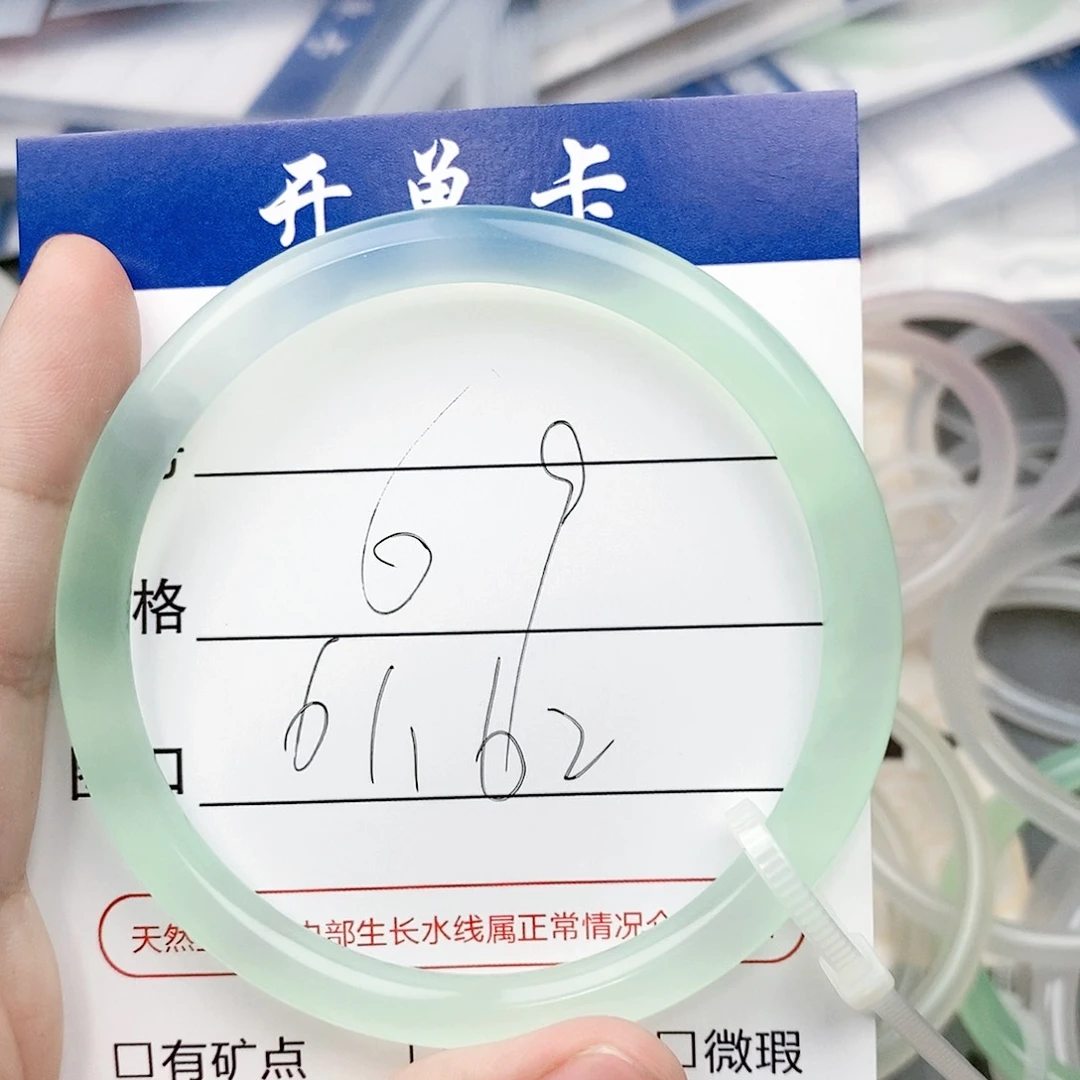 开单卡
69
格
61,62
口
天然 内部生长水线属正常情况
□有矿点 □微瑕